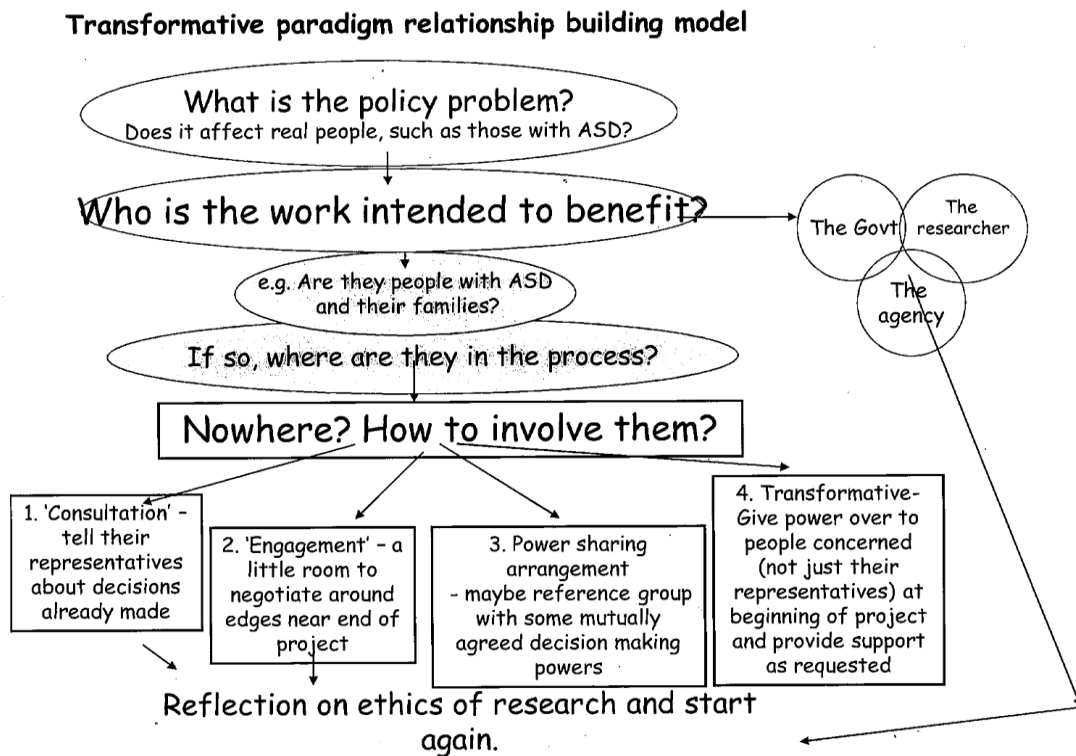 Transformative paradigm relationship building model
What is the policy problem?
Does it affect real people, such as those with ASD?
Who is the work intended to benefit?
The Govt
The
researcher
The
agency
e.g. Are they people with ASD
and their families?
If so, where are they in the process?
Nowhere? How to involve them?
1. 'Consultation' –
tell their
representatives
about decisions
already made
2. 'Engagement' – a
little room to
negotiate around
edges near end of
project
3. Power sharing
arrangement
- maybe reference group
with some mutually
agreed decision making
powers
4. Transformative-
Give power over to
people concerned
(not just their
representatives) at
beginning of project
and provide support
as requested
Reflection on ethics of research and start
again.